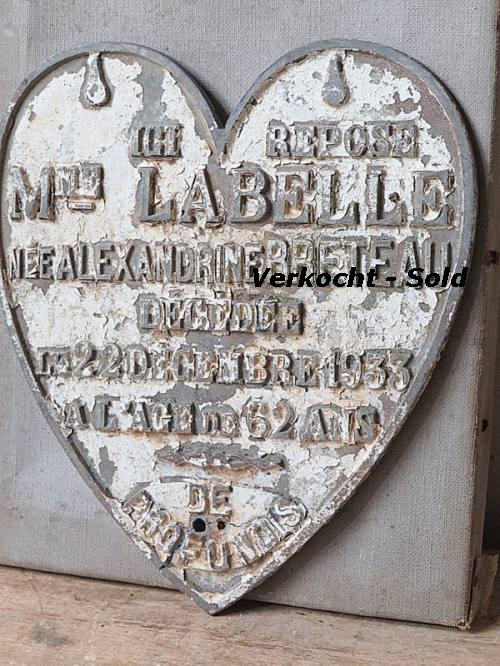 ICI REPOSE
Mme LABELLE
NÉE ALEXANDRINE BRETEAU
Verkocht - Sold
DÉCÉDÉE
LE 22 DÉCEMBRE 1933
A L'AGE DE 62 ANS
DE
PROFUNDIS